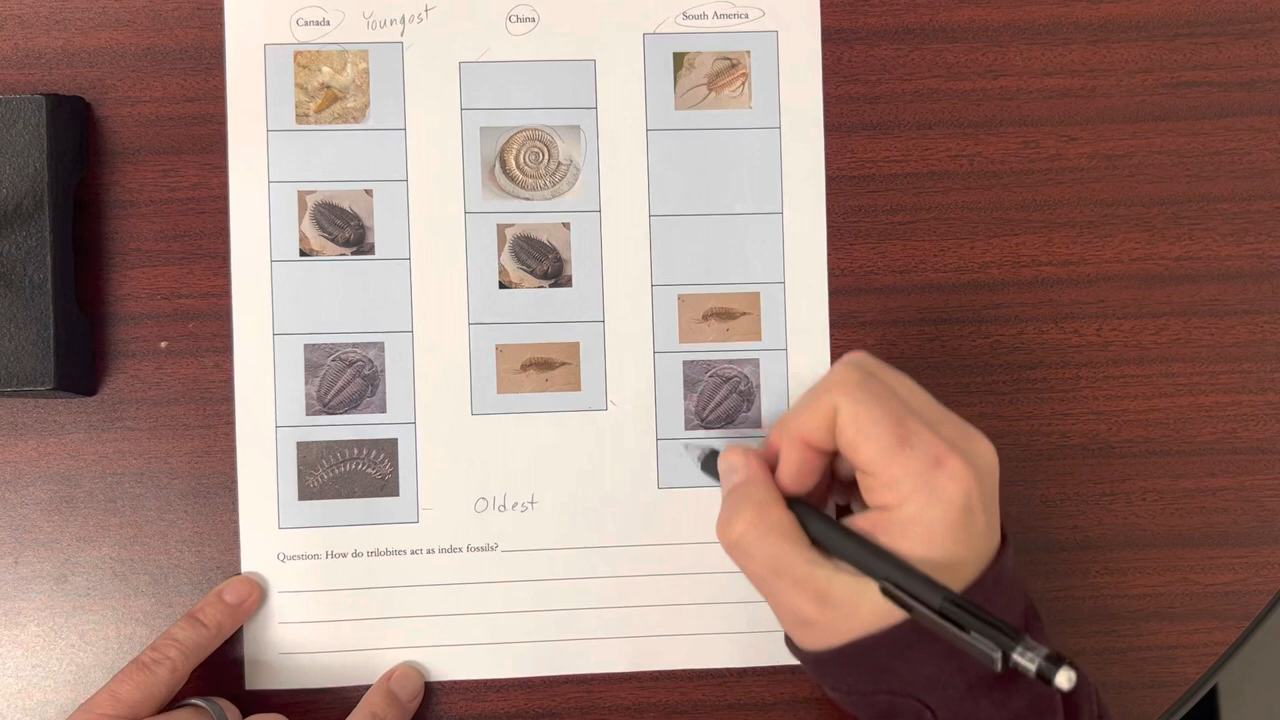 Canada Youngest China South America
Oldest
Question: How do trilobites act as index fossils?